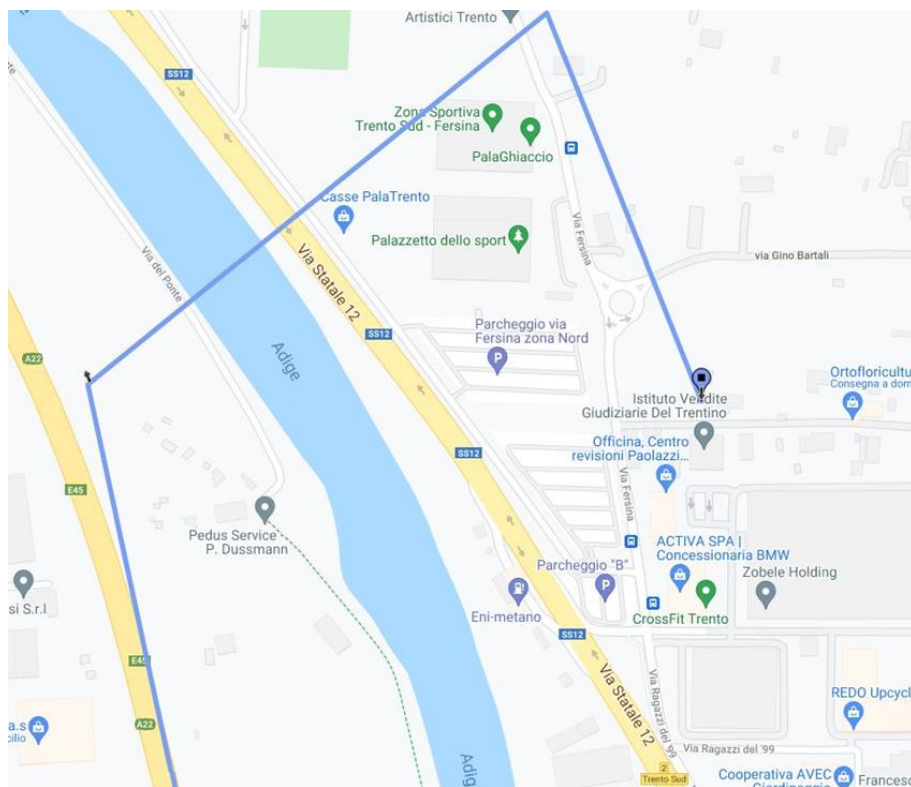 Artistici Trento
SS12
Zona Sportiva
Trento Sud - Fersina
PalaGhiaccio
Casse PalaTrento
Via Fersina
Palazzetto dello sport
via Gino Bartali
Via del Ponte
Via Statale 12
Adige
SS12
Parcheggio via
Fersina zona Nord
A22
Istituto Vendite
Giudiziarie Del Trentino
Consegna a dom
Officina, Centro
revisioni Paolazzi...
SS12
E45
Via Fersina
Pedus Service -
P. Dussmann
ACTIVA SPA |
Concessionaria BMW
Parcheggio "B"
Zobele Holding
si S.r.l
Eni-metano
CrossFit Trento
SS12
E45
Via Statale 12
Via Ragazzi del '99
REDO Upcycl
A22
a.s
cilio
Via Ragazzi del '99
2
Trento Sud
Cooperativa AVEC
Francesc